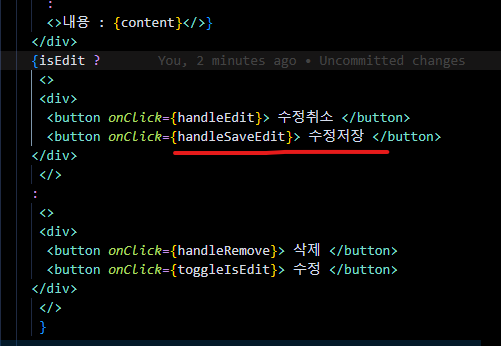 :
<>내용 : {content}</>}
</div>
{isEdit ? You, 2 minutes ago • Uncommitted changes
<>
<div>
<button onClick={handleEdit}> 수정취소 </button>
<button onClick={handleSaveEdit}> 수정저장 </button>
</div>
</>
:
<>
<div>
<button onClick={handleRemove}> 삭제 </button>
<button onClick={toggleIsEdit}> 수정 </button>
</div>
</>
}